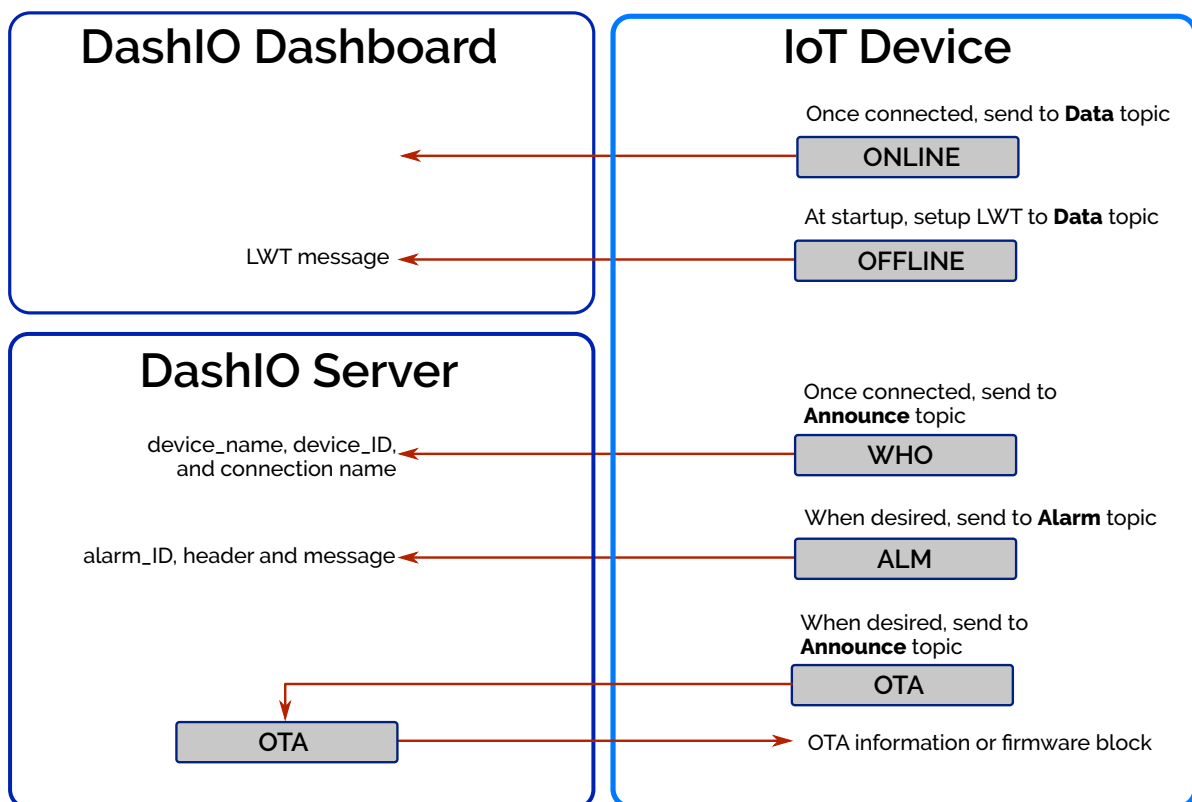 DashIO Dashboard
IoT Device
Once connected, send to Data topic
ONLINE
At startup, setup LWT to Data topic
LWT message
OFFLINE
DashIO Server
Once connected, send to
Announce topic
device_name, device_ID,
and connection name
WHO
When desired, send to Alarm topic
alarm_ID, header and message
ALM
When desired, send to
Announce topic
OTA
OTA
OTA information or firmware block